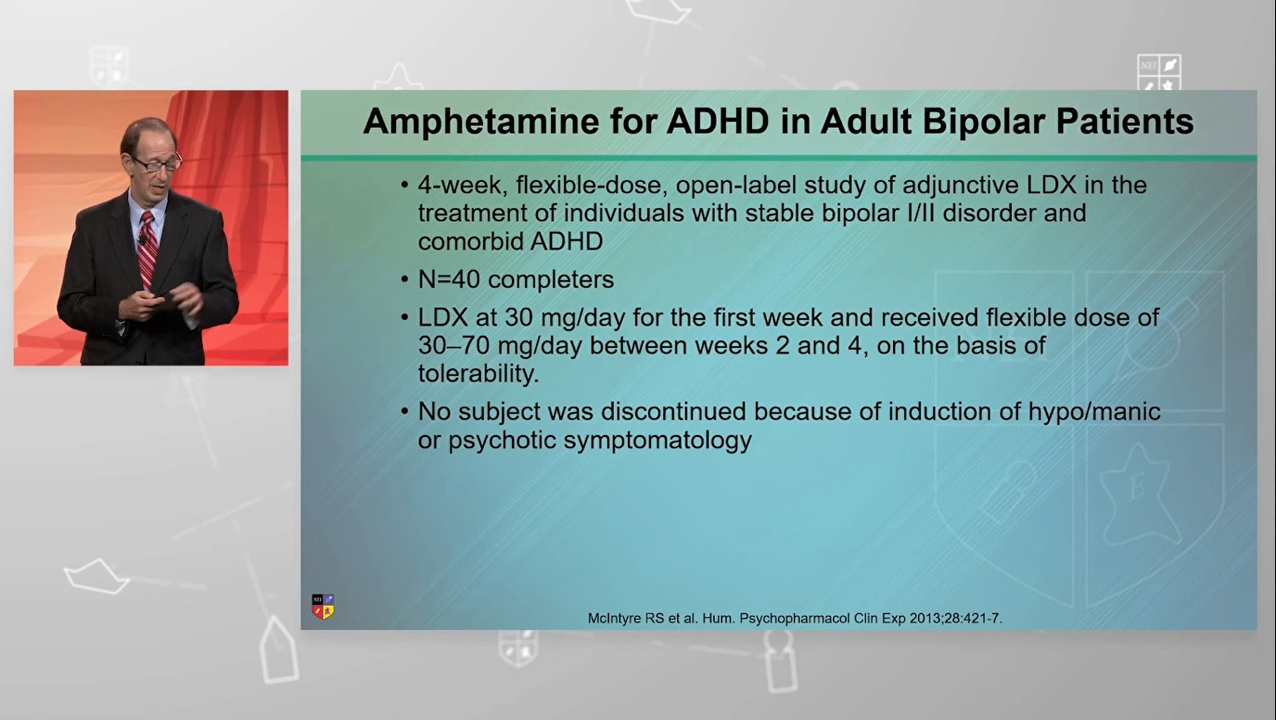 NEI
Amphetamine for ADHD in Adult Bipolar Patients
• 4-week, flexible-dose, open-label study of adjunctive LDX in the
treatment of individuals with stable bipolar I/II disorder and
comorbid ADHD
• N=40 completers
• LDX at 30 mg/day for the first week and received flexible dose of
30–70 mg/day between weeks 2 and 4, on the basis of
tolerability.
• No subject was discontinued because of induction of hypo/manic
or psychotic symptomatology
E
NEI
McIntyre RS et al. Hum. Psychopharmacol Clin Exp 2013;28:421-7.